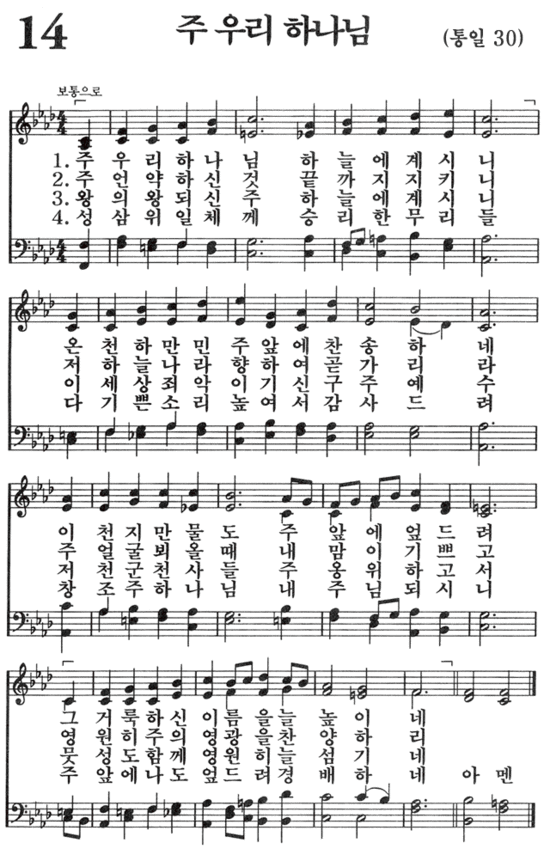 14 주 우리 하나님 (통일 30)
보통으로
1. 주 우 리 하 나 님 하 늘 에 계 시 니
2. 주 언 약 하 신 것 끝 까 지 지 키 니
3. 왕 의 왕 되 신 주 하 늘 에 계 시 니
4. 성 삼 위 일 체 께 승 리 한 무 리 들
온 천 하 만 민 주 앞 에 찬 송 하 네
저 하 늘 나 라 향 하 여 곧 가 리 라
이 세 상 죄 악 이 기 신 구 주 예 수
다 기 쁜 소 리 높 여 서 감 사 드 려
이 천 지 만 물 도 주 앞 에 엎 드 려
주 얼 굴 뵈 올 때 내 맘 이 기 쁘 고
저 천 군 천 사 들 주 옹 위 하 고 서
창 조 주 하 나 님 내 주 님 되 시 니
그 거 룩 하 신 이 름 을 늘 높 이 네
영 원 히 주 의 영 광 을 찬 양 하 리
뭇 성 도 함 께 영 원 히 늘 섬 기 네
주 앞 에 나 도 엎 드 려 경 배 하 네 아 멘